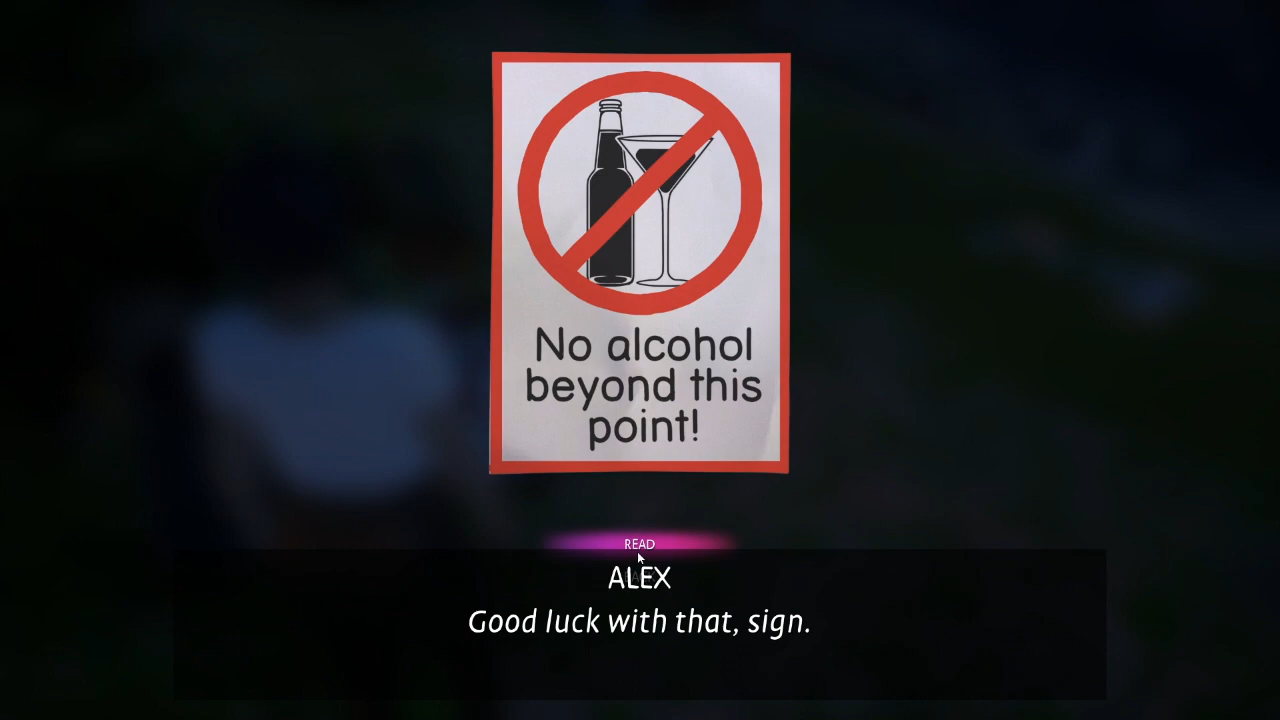 No alcohol
beyond this
point!
READ
ALEX
Good luck with that, sign.